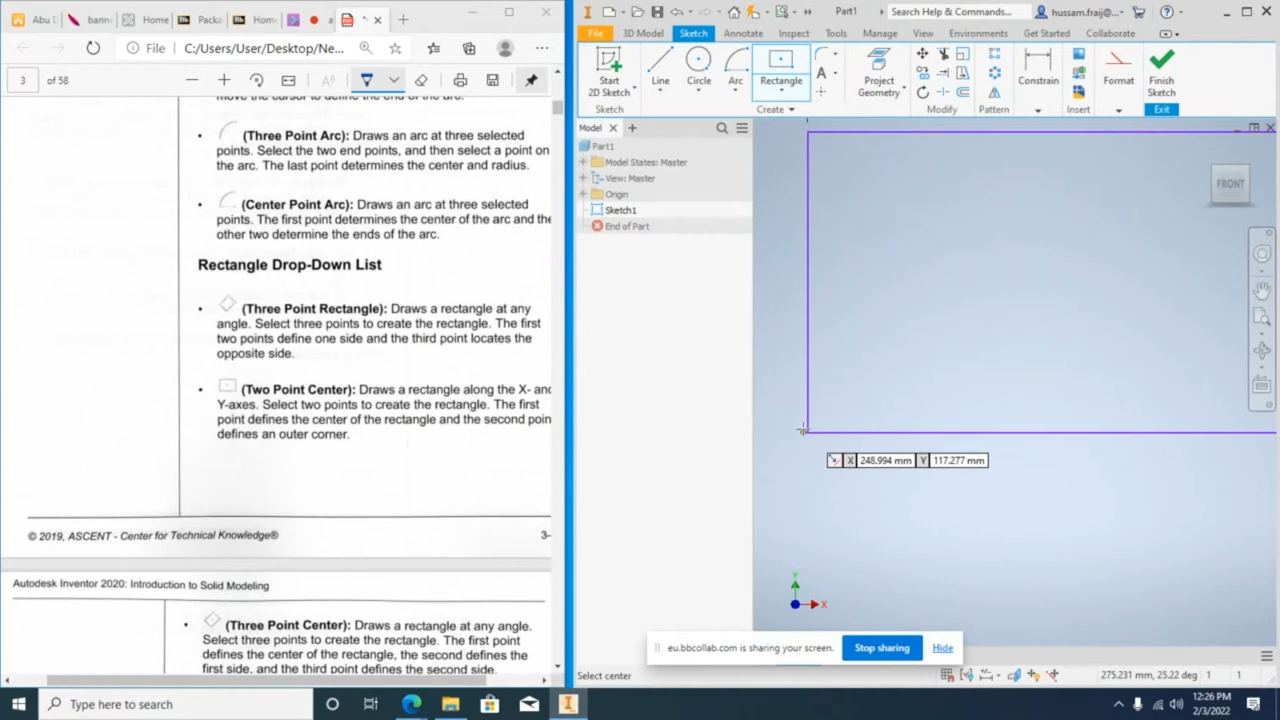 Abu D
bann
Home
Packa
Hom
a
File
C:/Users/User/Desktop/Ne...
3 of 58
move the cursor to define the end of the arc.
(Three Point Arc): Draws an arc at three selected
points. Select the two end points, and then select a point on
the arc. The last point determines the center and radius.
(Center Point Arc): Draws an arc at three selected
points. The first point determines the center of the arc and the
other two determine the ends of the arc.
Rectangle Drop-Down List
(Three Point Rectangle): Draws a rectangle at any
angle. Select three points to create the rectangle. The first
two points define one side and the third point locates the
opposite side.
(Two Point Center): Draws a rectangle along the X- and
Y-axes. Select two points to create the rectangle. The first
point defines the center of the rectangle and the second poin
defines an outer corner.
© 2019, ASCENT - Center for Technical Knowledge®
3-
Autodesk Inventor 2020: Introduction to Solid Modeling
(Three Point Center): Draws a rectangle at any angle.
Select three points to create the rectangle. The first point
defines the center of the rectangle, the second defines the
first side, and the third point defines the second side.
Part1
Search Help & Commands...
hussam.fraij@...
File 3D Model Sketch Annotate Inspect Tools Manage View Environments Get Started Collaborate
Start
2D Sketch
Line
Circle
Arc
Rectangle
A
Project
Geometry
Constrain
Format
Finish
Sketch
Sketch
Create
Modify
Pattern
Insert
Exit
Model
Part1
Model States: Master
View: Master
Origin
Sketch1
End of Part
FRONT
X 248.994 mm Y 117.277 mm
Y
X
eu.bbcollab.com is sharing your screen.
Stop sharing
Hide
Select center
275.231 mm, 25.22 deg 1 1
Type here to search
12:26 PM
2/3/2022